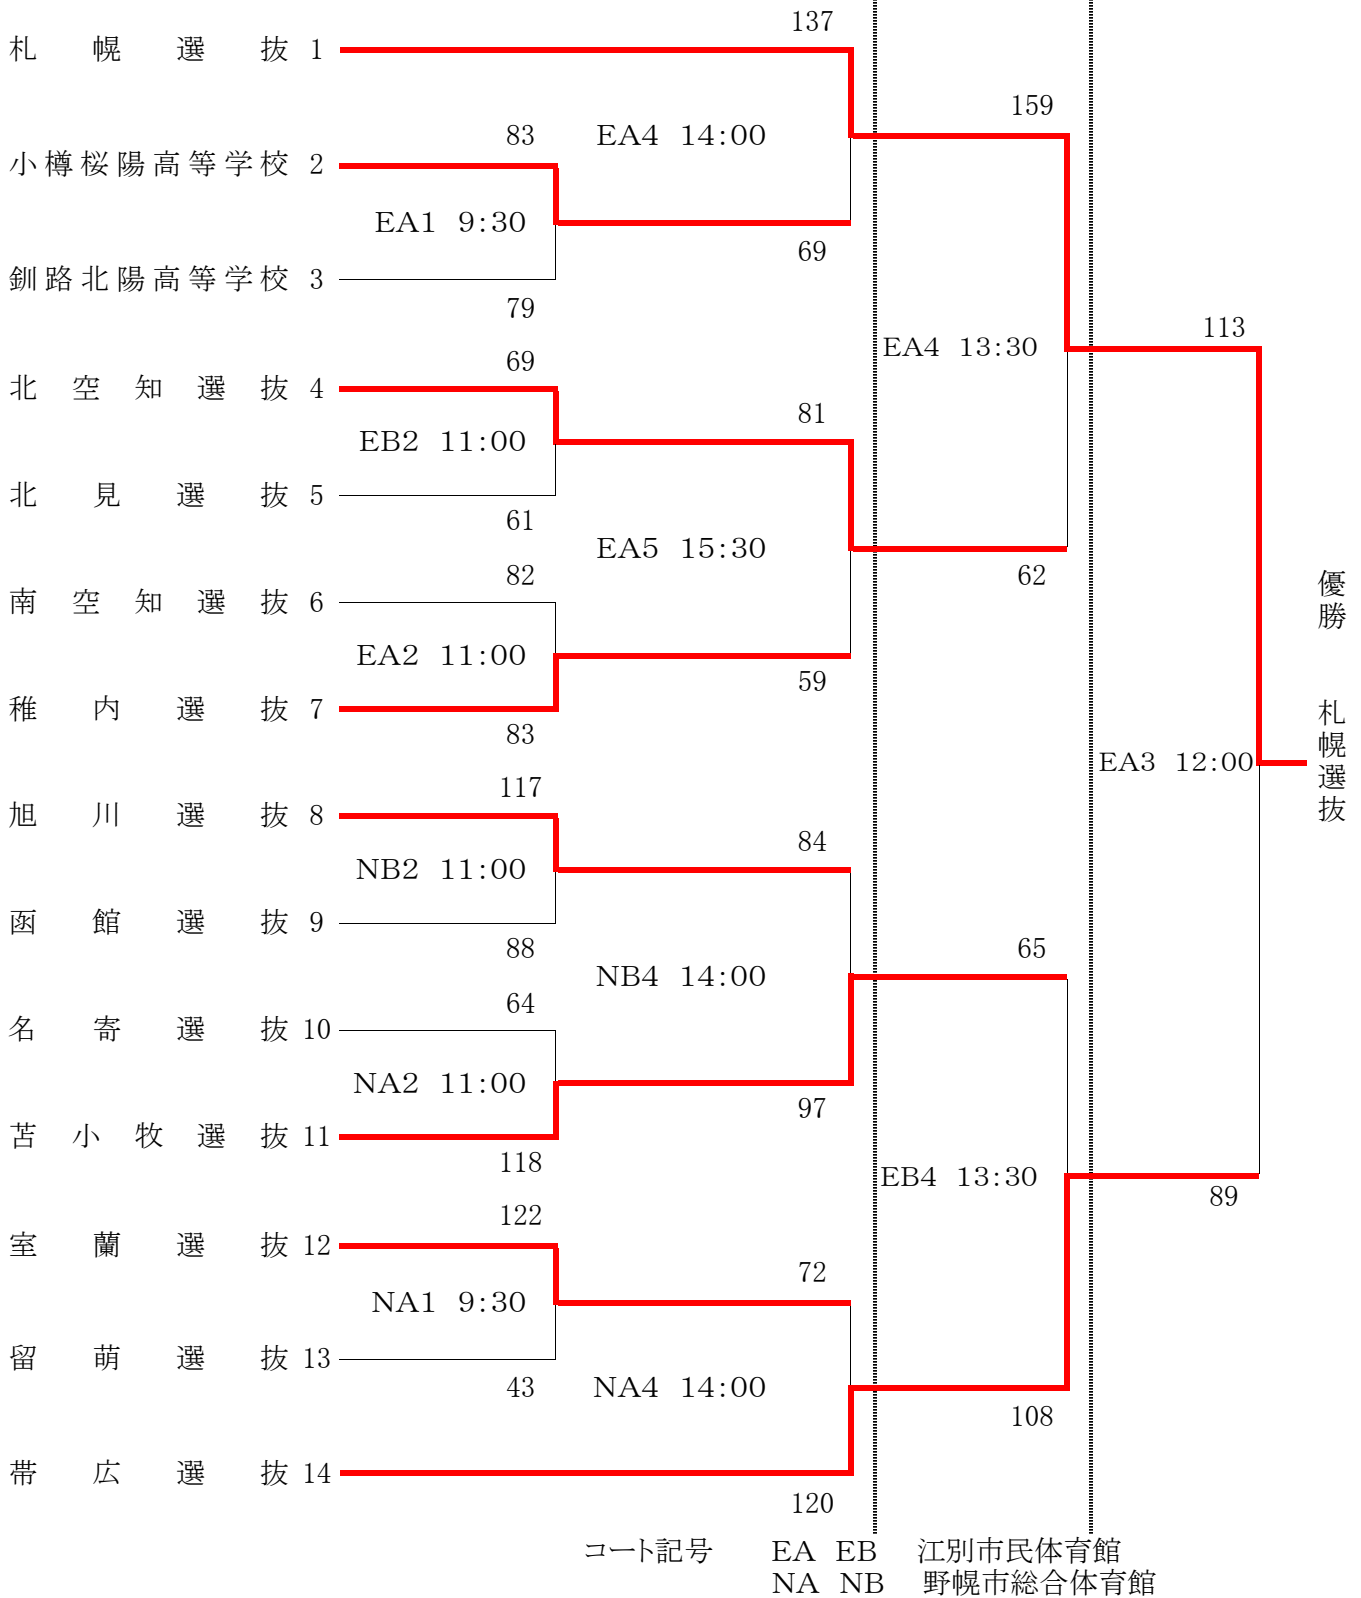 137
札幌選抜 1
159
83
EA4 14:00
小樽桜陽高等学校 2
EA1 9:30
69
釧路北陽高等学校 3
79
113
EA4 13:30
69
北空知選抜 4
81
EB2 11:00
北見選抜 5
61
EA5 15:30
82
62
南空知選抜 6
EA2 11:00
59
稚内選抜 7
83
優勝 札幌選抜
EA3 12:00
117
旭川選抜 8
84
NB2 11:00
函館選抜 9
88
65
NB4 14:00
64
名寄選抜 10
NA2 11:00
97
苫小牧選抜 11
118
EB4 13:30
89
122
室蘭選抜 12
72
NA1 9:30
留萌選抜 13
43
NA4 14:00
108
帯広選抜 14
120
コート記号 EA EB 江別市民体育館
NA NB 野幌市総合体育館